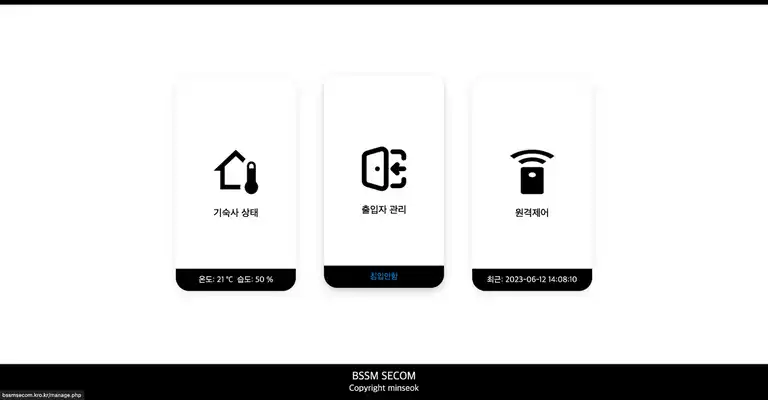 기숙사 상태
출입자 관리
원격제어
온도: 21 ℃ 습도: 50 %
침입안함
최근: 2023-06-12 14:08:10
BSSM SECOM
Copyright minseok
bssmsecom.kro.kr/manage.php